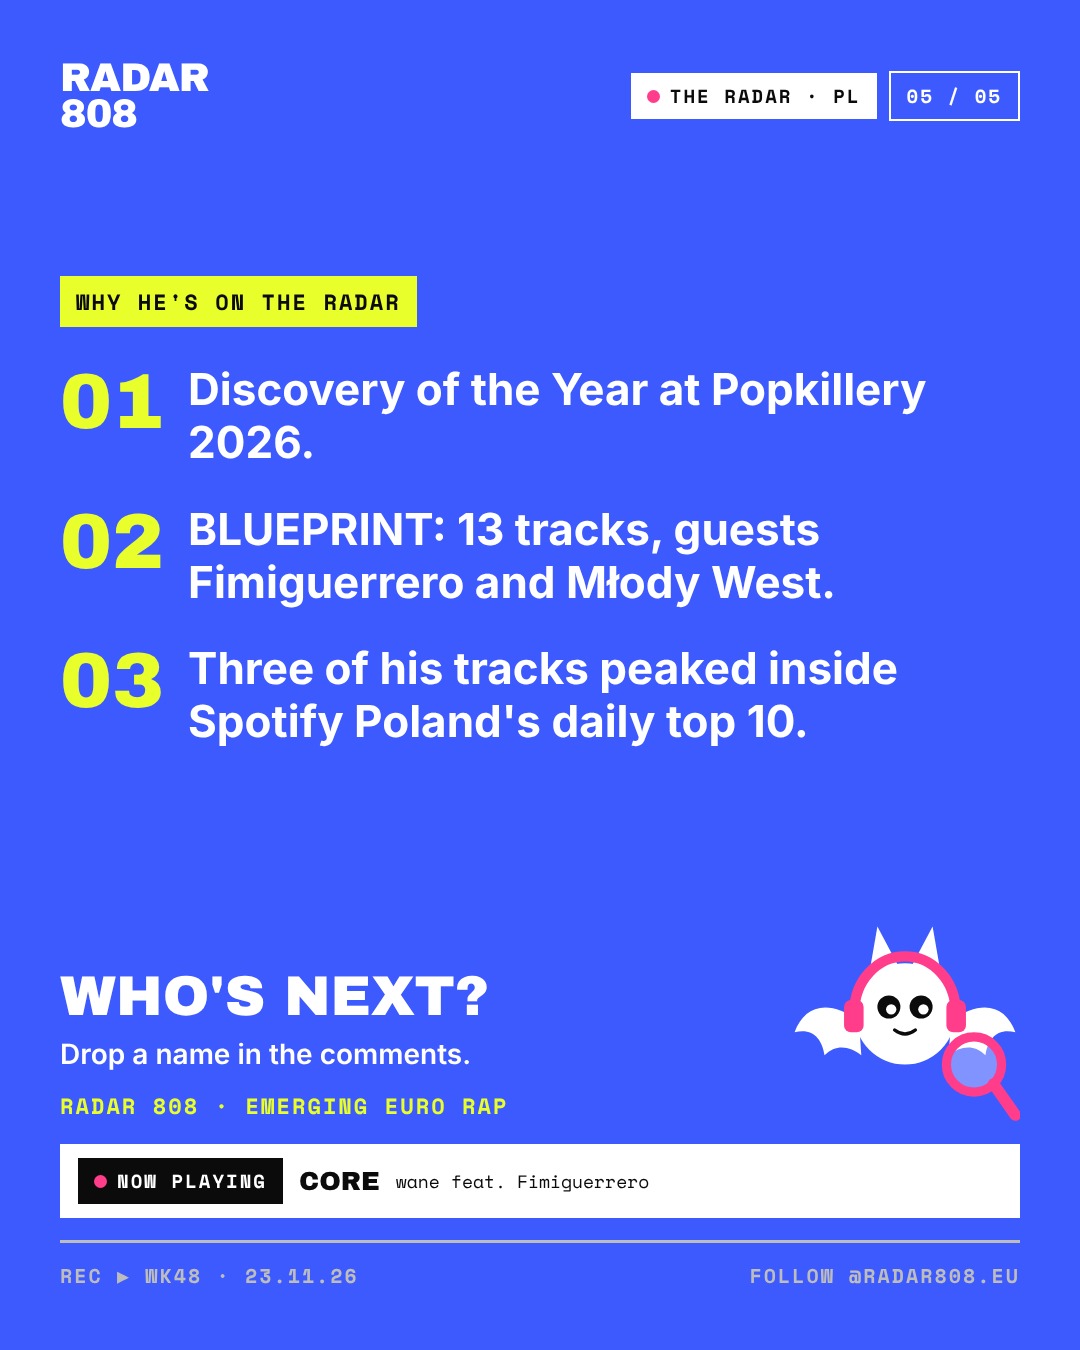 RADAR
808
THE RADAR · PL
05 / 05
WHY HE'S ON THE RADAR
01 Discovery of the Year at Popkillery
2026.
02 BLUEPRINT: 13 tracks, guests
Fimiguerrero and Młody West.
03 Three of his tracks peaked inside
Spotify Poland's daily top 10.
WHO'S NEXT?
Drop a name in the comments.
RADAR 808 · EMERGING EURO RAP
NOW PLAYING CORE wane feat. Fimiguerrero
REC ▶ WK48 · 23.11.26
FOLLOW @RADAR808.EU